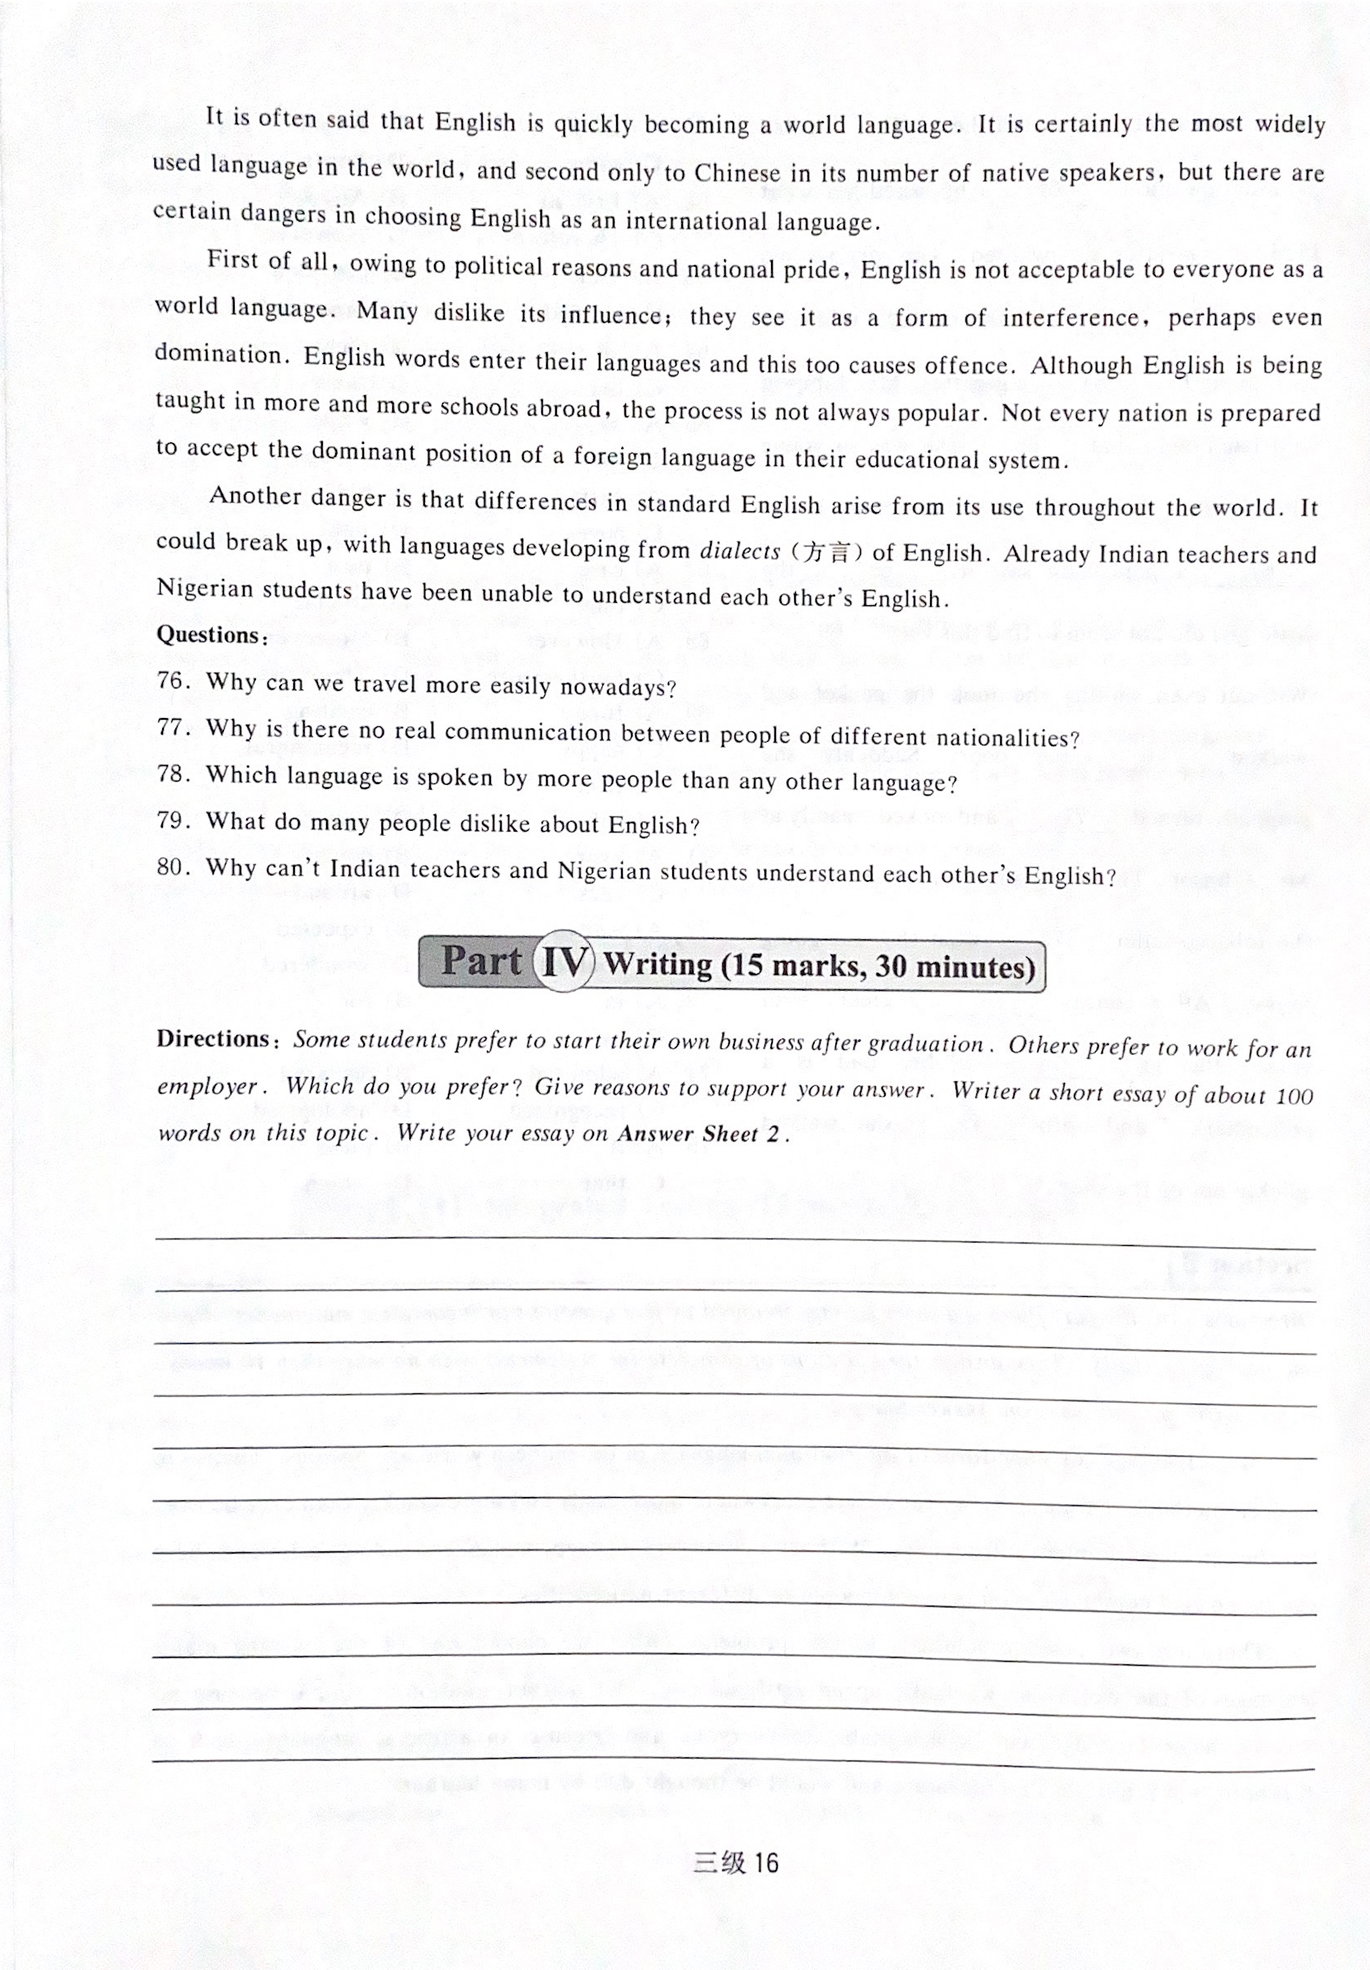 It is often said that English is quickly becoming a world language. It is certainly the most widely
used language in the world, and second only to Chinese in its number of native speakers, but there are
certain dangers in choosing English as an international language.
First of all, owing to political reasons and national pride, English is not acceptable to everyone as a
world language. Many dislike its influence; they see it as a form of interference, perhaps even
domination. English words enter their languages and this too causes offence. Although English is being
taught in more and more schools abroad, the process is not always popular. Not every nation is prepared
to accept the dominant position of a foreign language in their educational system.
Another danger is that differences in standard English arise from its use throughout the world. It
could break up, with languages developing from dialects (方言) of English. Already Indian teachers and
Nigerian students have been unable to understand each other's English.
Questions:
76. Why can we travel more easily nowadays?
77. Why is there no real communication between people of different nationalities?
78. Which language is spoken by more people than any other language?
79. What do many people dislike about English?
80. Why can't Indian teachers and Nigerian students understand each other's English?
Part IV Writing (15 marks, 30 minutes)
Directions: Some students prefer to start their own business after graduation. Others prefer to work for an
employer. Which do you prefer? Give reasons to support your answer. Writer a short essay of about 100
words on this topic. Write your essay on Answer Sheet 2.
三级 16